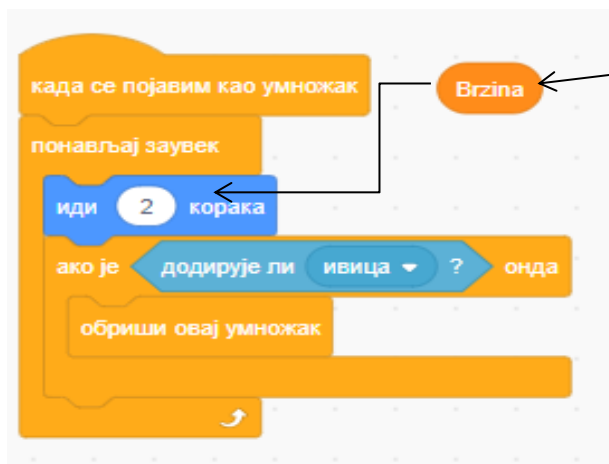 када се појавим као умножак
Brzina
понављај заувек
иди 2 корака
ако је додирује ли ивица ? онда
обриши овај умножак